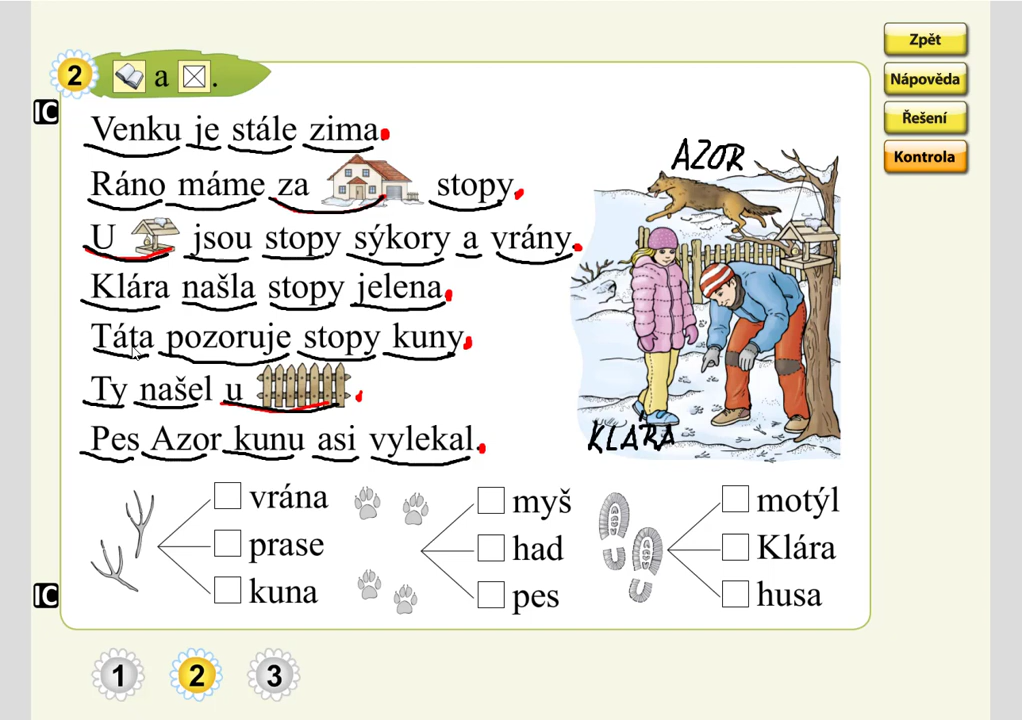 Zpět
Nápověda
Řešení
Kontrola
2 a .
IC
Venku je stále zima.
Ráno máme za stopy.
U jsou stopy sýkory a vrány.
Klára našla stopy jelena.
Táta pozoruje stopy kuny.
Ty našel u .
Pes Azor kunu asi vylekal.
AZOR
KLÁRA
vrána
prase
kuna
myš
had
pes
motýl
Klára
husa
IC
1 2 3